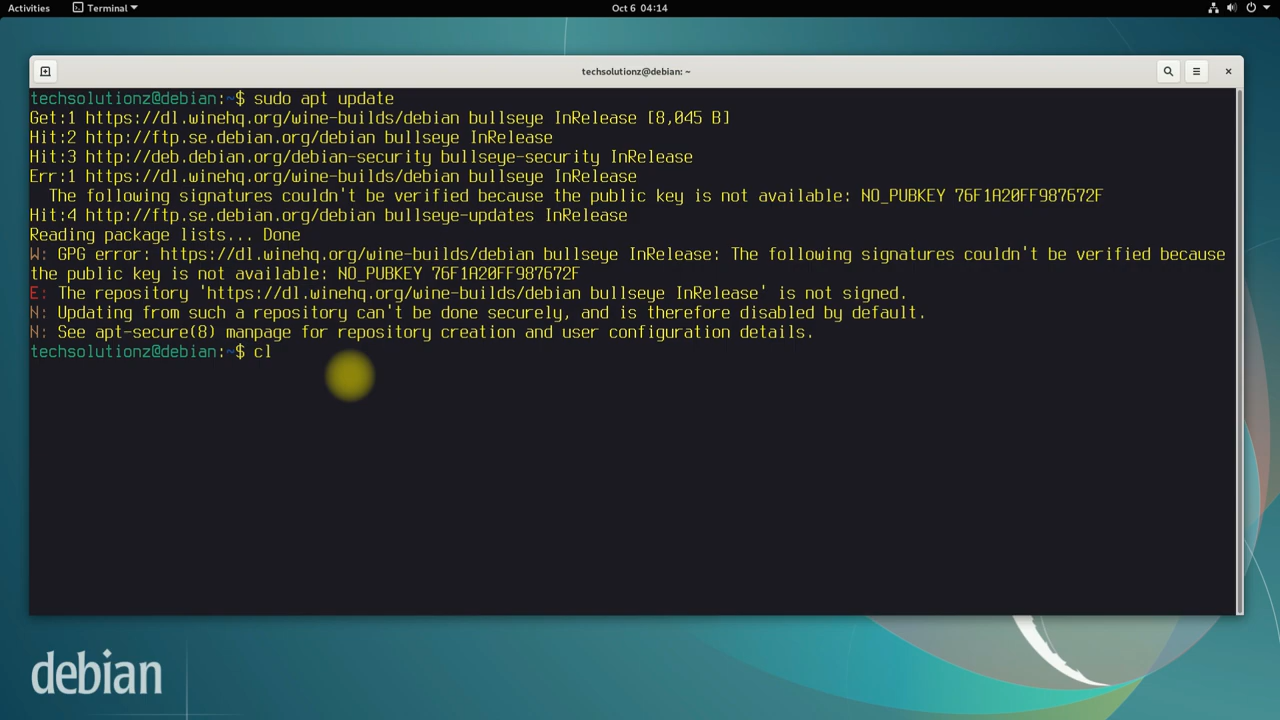 Activities
Terminal
Oct 6 04:14
techsolutionz@debian: ~
techsolutionz@debian:~$ sudo apt update
Get:1 https://dl.winehq.org/wine-builds/debian bullseye InRelease [8,045 B]
Hit:2 http://ftp.se.debian.org/debian bullseye InRelease
Hit:3 http://deb.debian.org/debian-security bullseye-security InRelease
Err:1 https://dl.winehq.org/wine-builds/debian bullseye InRelease
The following signatures couldn't be verified because the public key is not available: NO_PUBKEY 76F1A20FF987672F
Hit:4 http://ftp.se.debian.org/debian bullseye-updates InRelease
Reading package lists... Done
W: GPG error: https://dl.winehq.org/wine-builds/debian bullseye InRelease: The following signatures couldn't be verified because
the public key is not available: NO_PUBKEY 76F1A20FF987672F
E: The repository 'https://dl.winehq.org/wine-builds/debian bullseye InRelease' is not signed.
N: Updating from such a repository can't be done securely, and is therefore disabled by default.
N: See apt-secure(8) manpage for repository creation and user configuration details.
techsolutionz@debian:~$ cl
debian